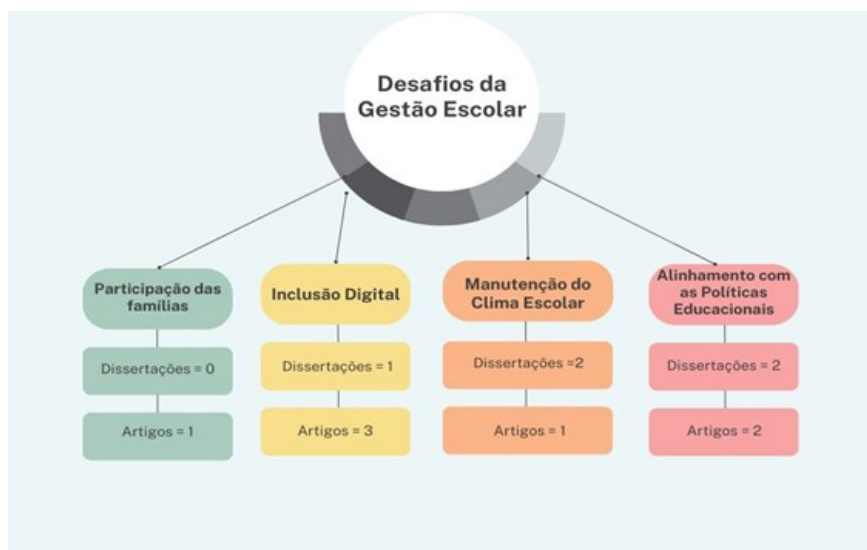 Desafios da
Gestão Escolar
Participação das
famílias
Dissertações = 0
Artigos = 1
Inclusão Digital
Dissertações = 1
Artigos = 3
Manutenção do
Clima Escolar
Dissertações =2
Artigos = 1
Alinhamento com
as Políticas
Educacionais
Dissertações = 2
Artigos = 2